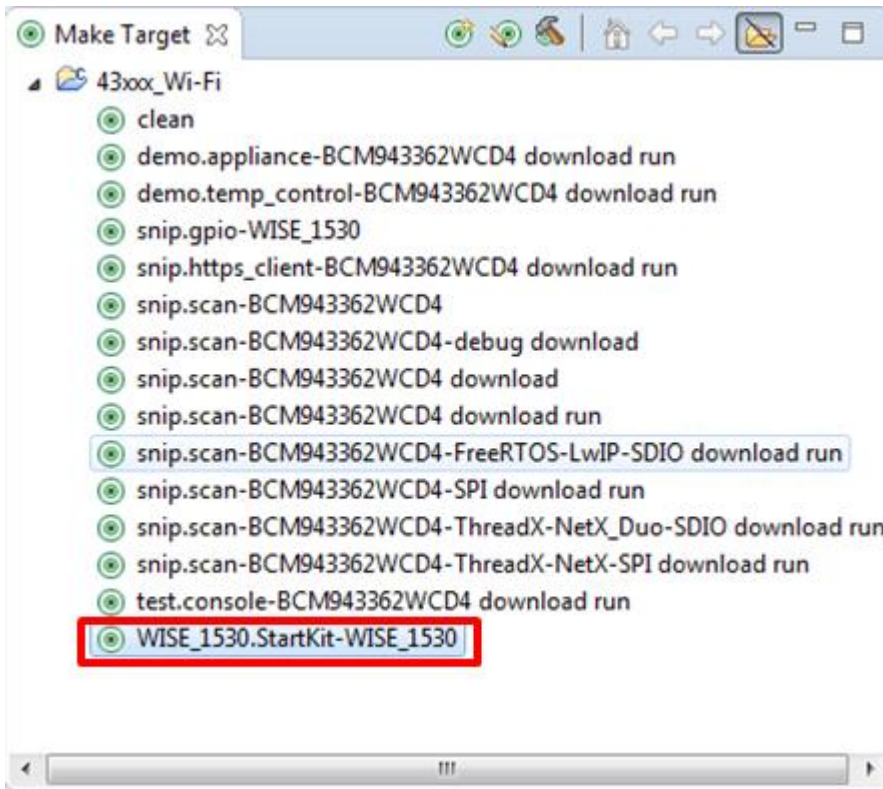 Make Target
43xxx_Wi-Fi
clean
demo.appliance-BCM943362WCD4 download run
demo.temp_control-BCM943362WCD4 download run
snip.gpio-WISE_1530
snip.https_client-BCM943362WCD4 download run
snip.scan-BCM943362WCD4
snip.scan-BCM943362WCD4-debug download
snip.scan-BCM943362WCD4 download
snip.scan-BCM943362WCD4 download run
snip.scan-BCM943362WCD4-FreeRTOS-LwIP-SDIO download run
snip.scan-BCM943362WCD4-SPI download run
snip.scan-BCM943362WCD4-ThreadX-NetX_Duo-SDIO download run
snip.scan-BCM943362WCD4-ThreadX-NetX-SPI download run
test.console-BCM943362WCD4 download run
WISE_1530.StartKit-WISE_1530